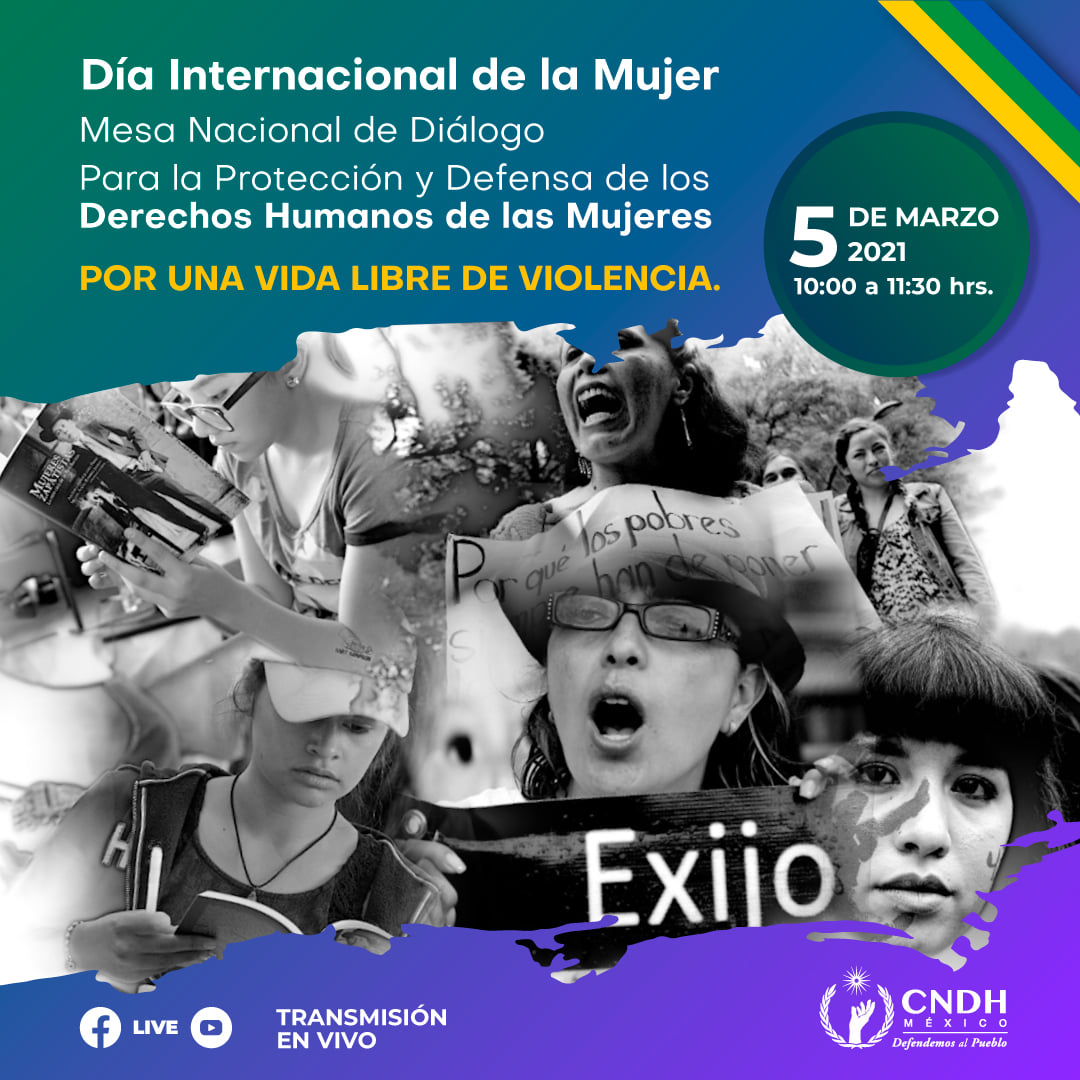 Día Internacional de la Mujer
Mesa Nacional de Diálogo
Para la Protección y Defensa de los
Derechos Humanos de las Mujeres
POR UNA VIDA LIBRE DE VIOLENCIA.
5 DE MARZO
2021
10:00 a 11:30 hrs.
MUJERES
ZAPATISTAS
Por qué los pobres
han de poner
Exijo
H
LIVE
TRANSMISIÓN
EN VIVO
CNDH
MÉXICO
Defendemos al Pueblo